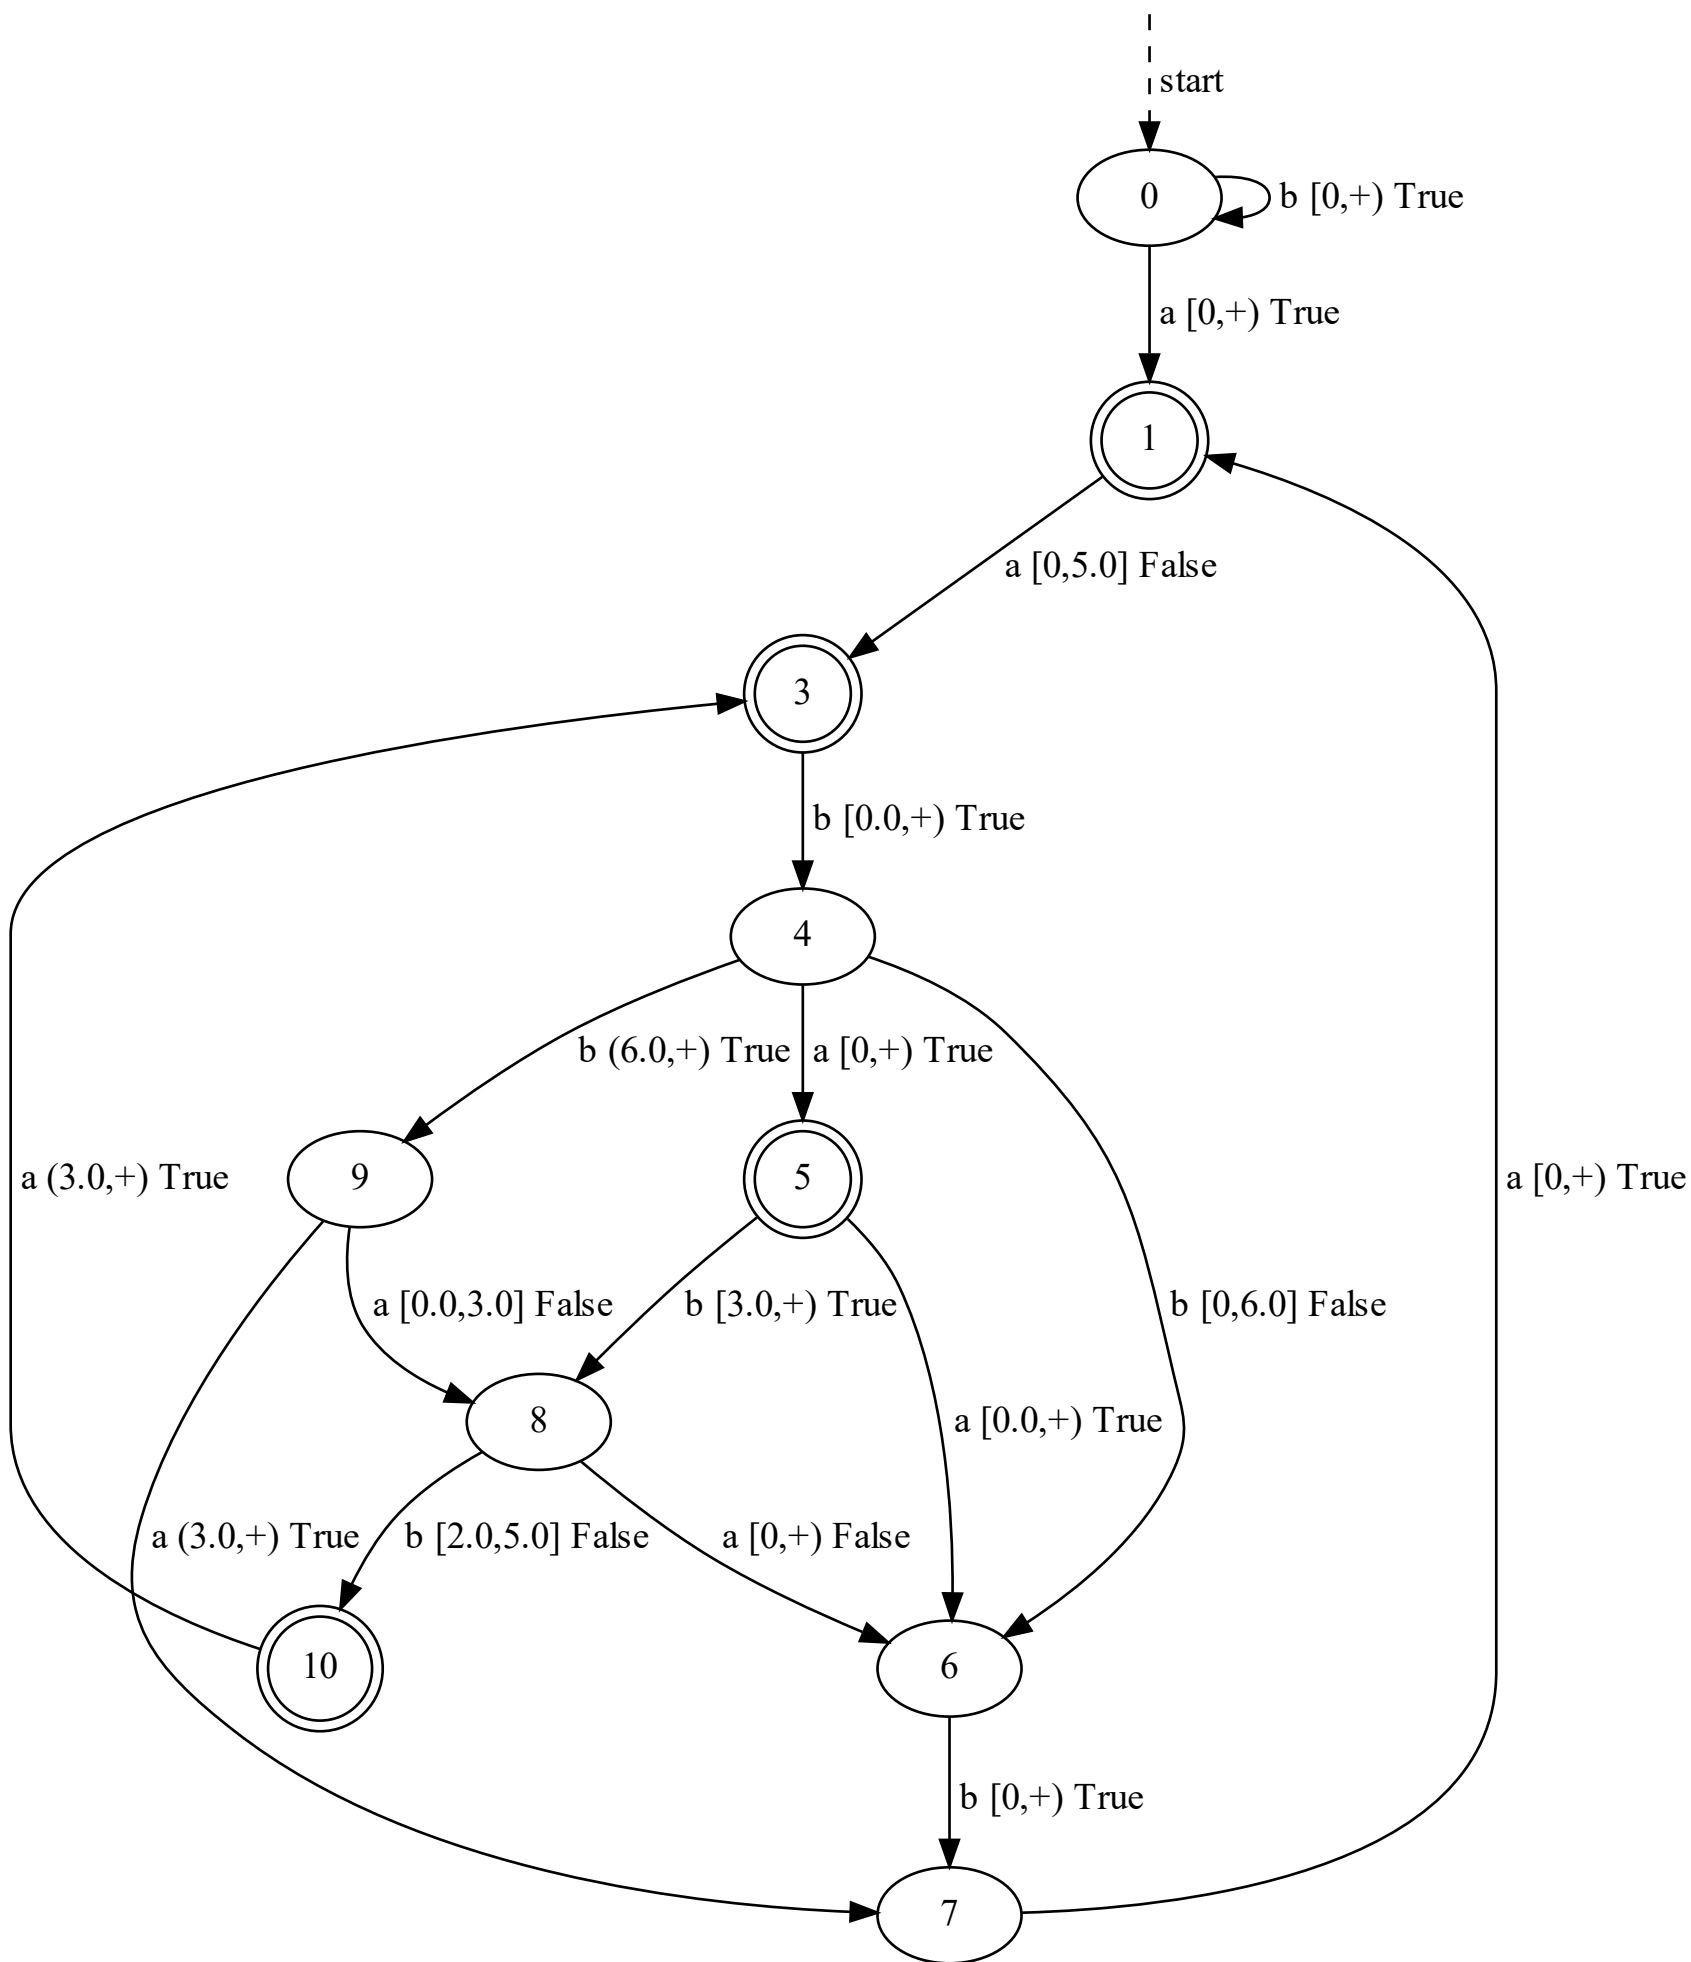 start
0
b [0,+) True
a [0,+) True
1
a [0,5.0] False
3
b [0.0,+) True
4
b (6.0,+) True
a [0,+) True
a (3.0,+) True
9
5
a [0,+) True
a [0.0,3.0] False
b [3.0,+) True
b [0,6.0] False
8
a [0.0,+) True
a (3.0,+) True
b [2.0,5.0] False
a [0,+) False
10
6
b [0,+) True
7